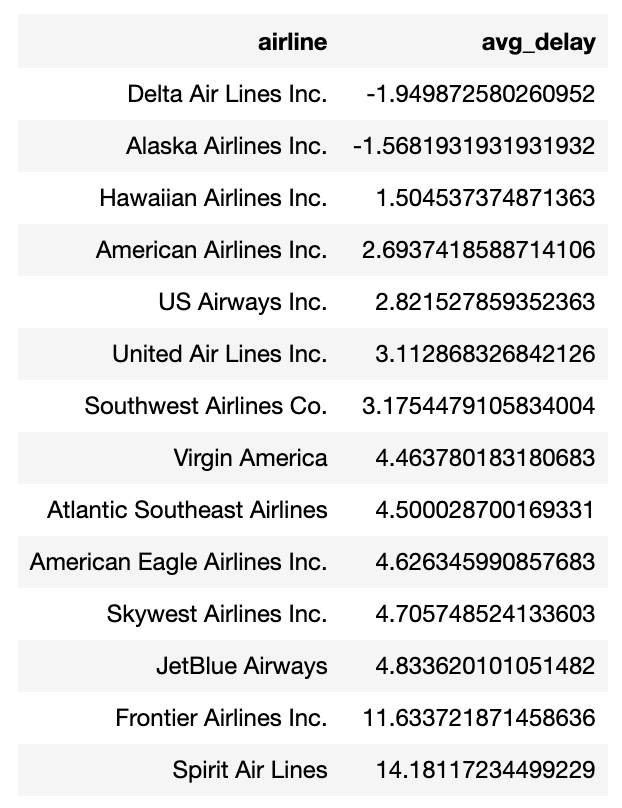 airline avg_delay
Delta Air Lines Inc. -1.949872580260952
Alaska Airlines Inc. -1.5681931931931932
Hawaiian Airlines Inc. 1.504537374871363
American Airlines Inc. 2.6937418588714106
US Airways Inc. 2.821527859352363
United Air Lines Inc. 3.112868326842126
Southwest Airlines Co. 3.1754479105834004
Virgin America 4.463780183180683
Atlantic Southeast Airlines 4.500028700169331
American Eagle Airlines Inc. 4.626345990857683
Skywest Airlines Inc. 4.705748524133603
JetBlue Airways 4.833620101051482
Frontier Airlines Inc. 11.633721871458636
Spirit Air Lines 14.18117234499229